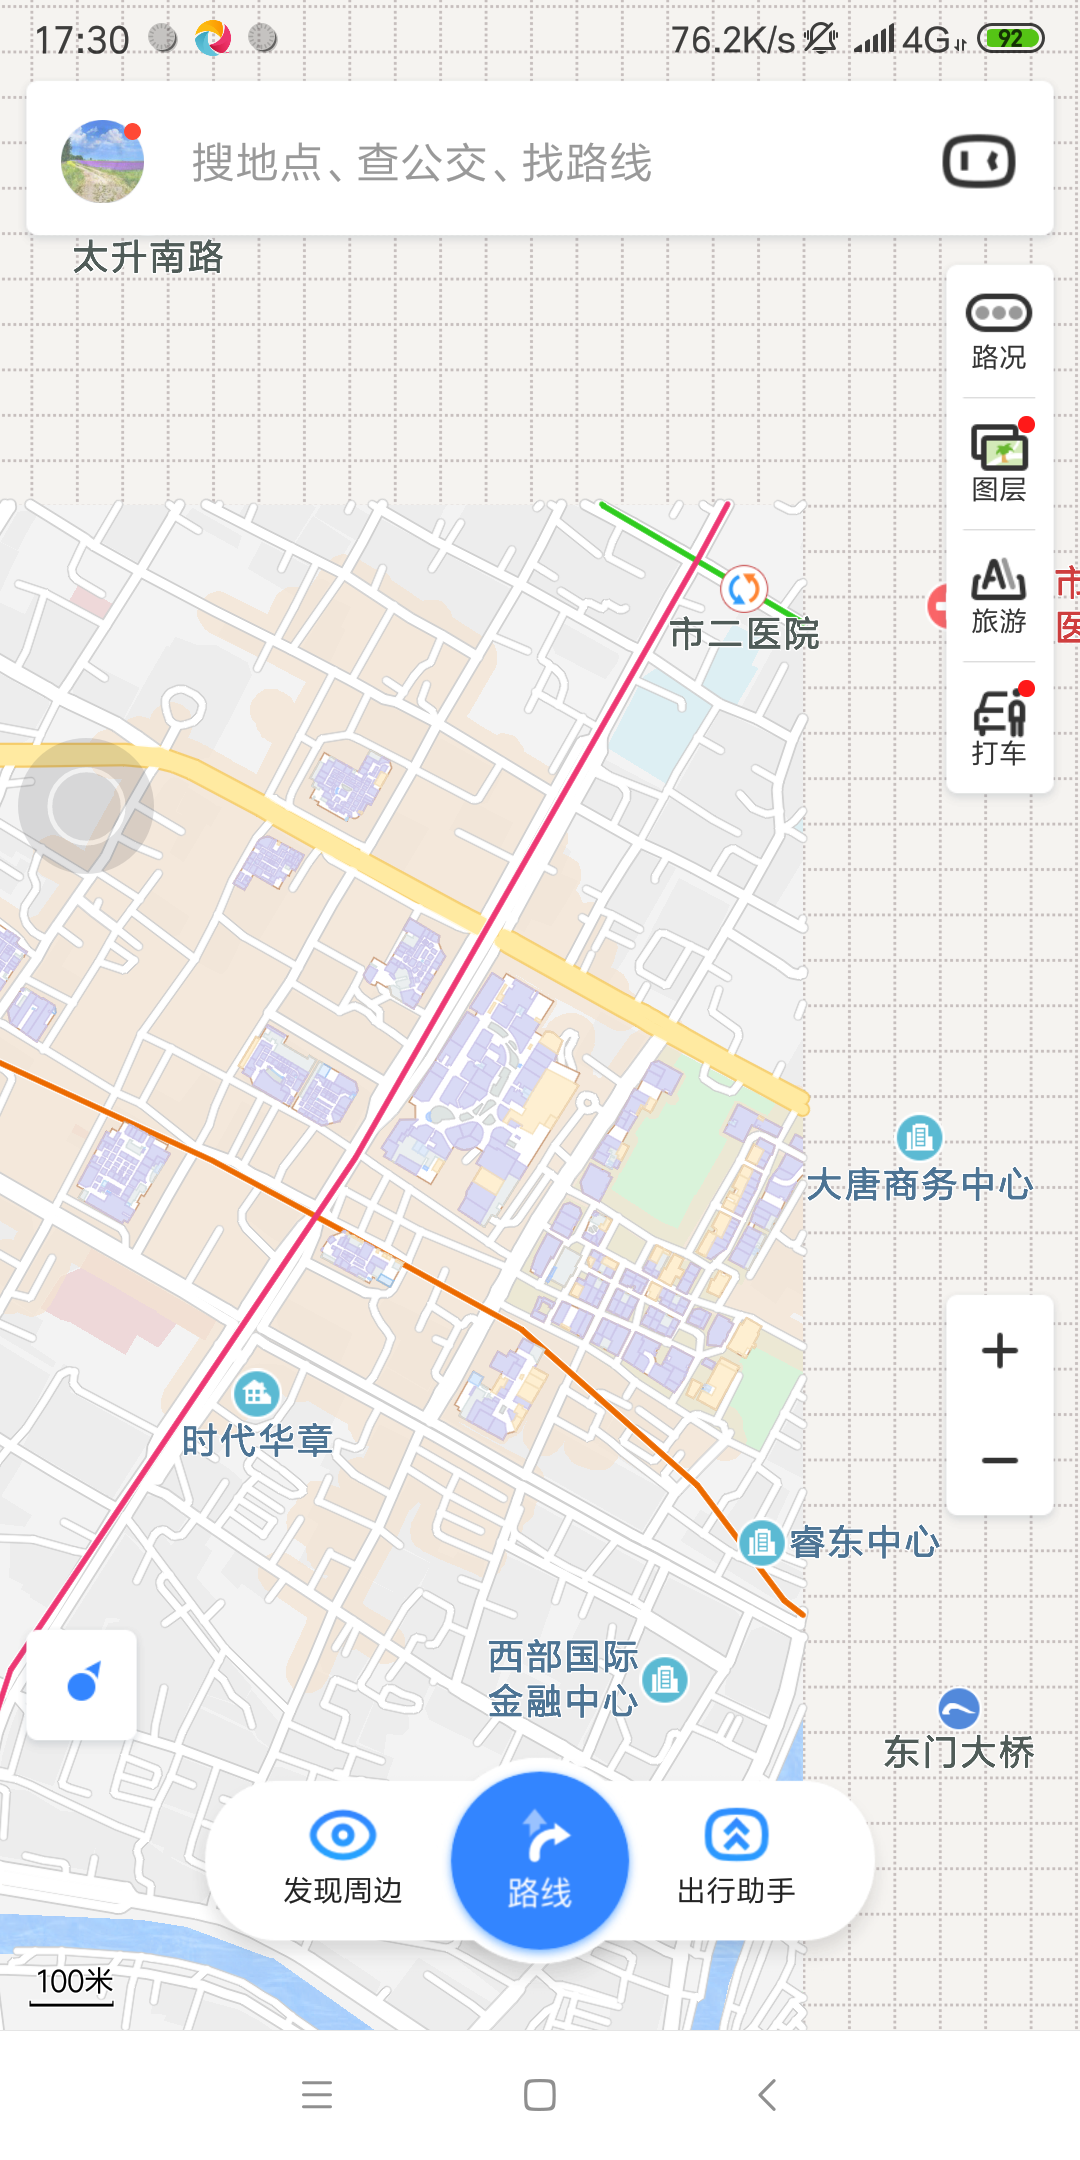 17:30
76.2K/s
4G
92
搜地点、查公交、找路线
太升南路
路况
图层
旅游
打车
市二医院
大唐商务中心
时代华章
睿东中心
西部国际
金融中心
东门大桥
发现周边
路线
出行助手
100米